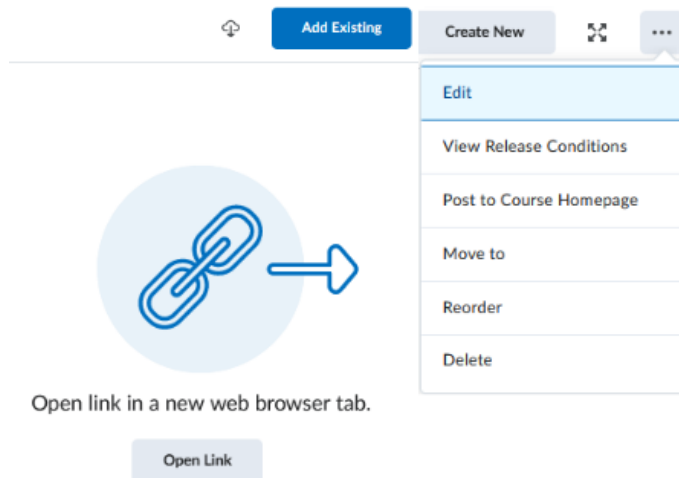 Add Existing
Create New
...
Edit
View Release Conditions
Post to Course Homepage
Move to
Reorder
Delete
Open link in a new web browser tab.
Open Link